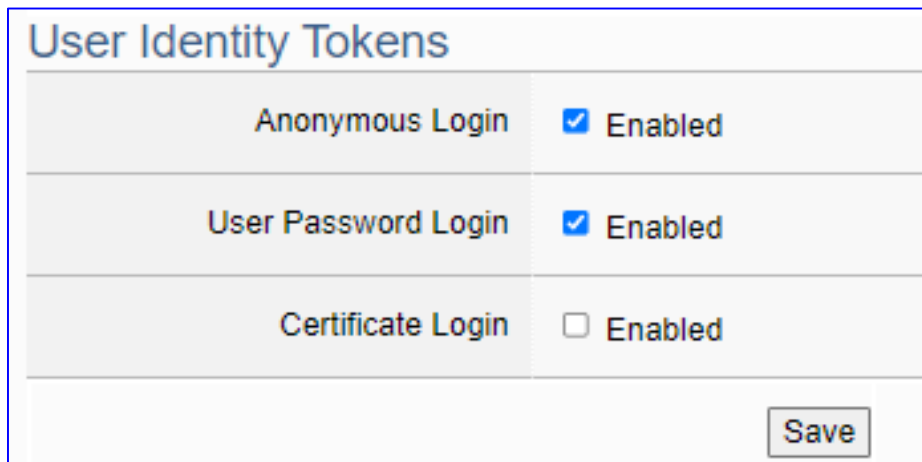 User Identity Tokens
Anonymous Login Enabled
User Password Login Enabled
Certificate Login Enabled
Save